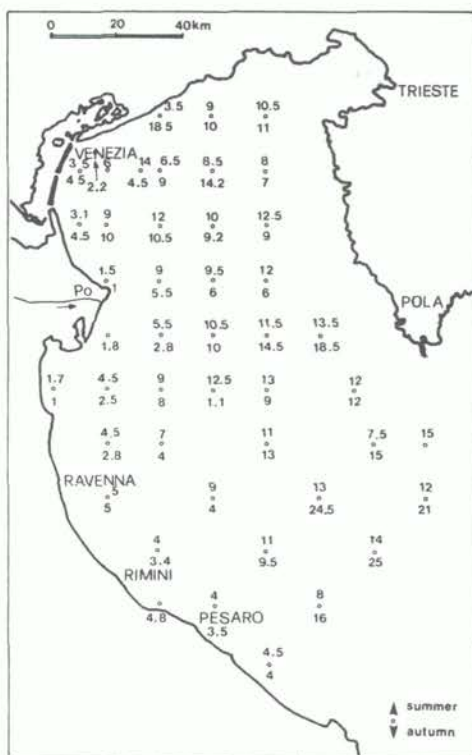 0 20 40 km
TRIESTE
3.5 9 10.5
18 5 10 11
VENEZIA
3.5 6 14 6.5 8.5 8
4 5 2.2 4.5 9 14.2 7
3.1 9 12 10 12.5
4.5 10 10.5 9.2 9
1.5 9 9.5 12
Po 1 5.5 6 6
POLA
5.5 10.5 11.5 13.5
1.8 2.8 10 14.5 18.5
1.7 4.5 9 12.5 13 12
1 2.5 8 1.1 9 12
4.5 7 11 7.5 15
2.8 4 13 15
RAVENNA
5 9 13 12
5 4 24.5 21
4 11 14
3.4 9.5 25
RIMINI
4 8
4.8 PESARO 16
3.5
4.5
4
summer
autumn